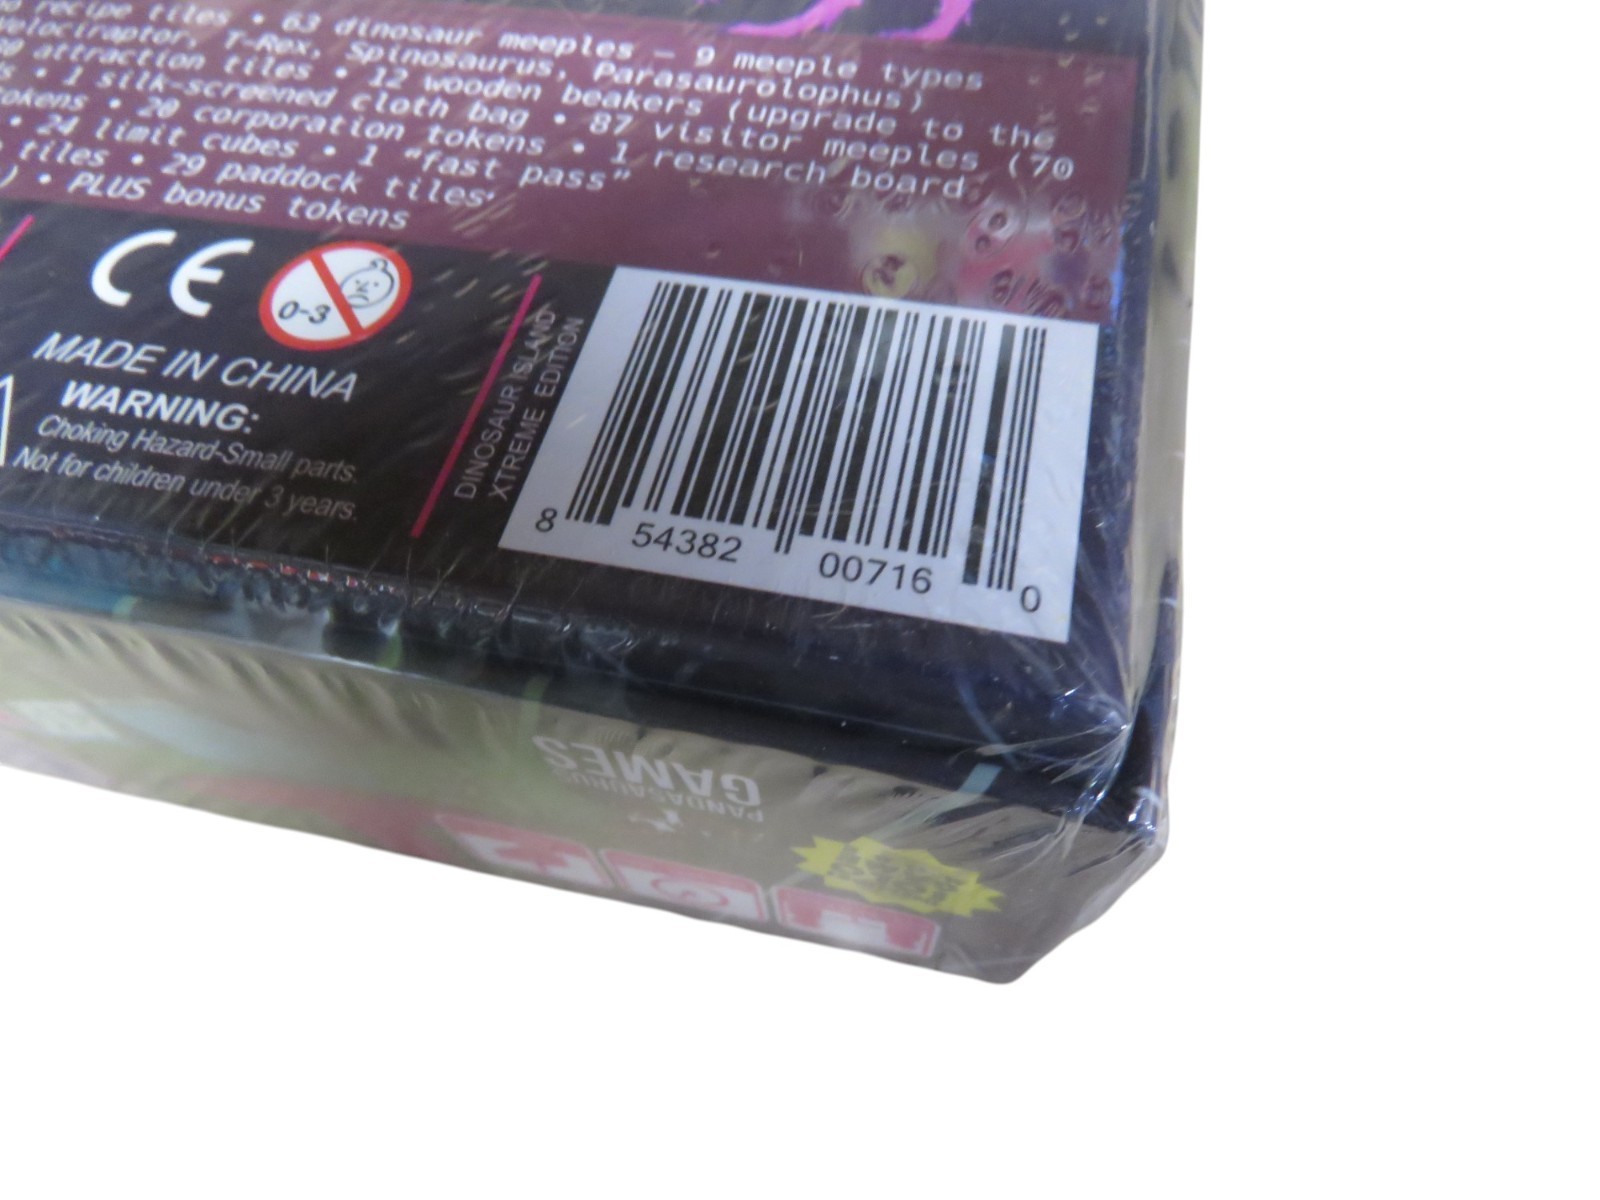 recipe tiles • 63 dinosaur meeples – 9 meeple types
Velociraptor, T-Rex, Spinosaurus, Parasaurolophus)
attraction tiles • 12 wooden beakers (upgrade to the
• 1 silk-screened cloth bag • 87 visitor meeples (70
tokens • 20 corporation tokens • 1 research board
• 24 limit cubes • 1 "fast pass"
tiles • 29 paddock tiles
) • PLUS bonus tokens
CE
0-3
MADE IN CHINA
WARNING:
Choking Hazard-Small parts.
Not for children under 3 years.
DINOSAUR ISLAND
XTREME EDITION
8 54382 00716 0
PANDASAURUS
GAMES